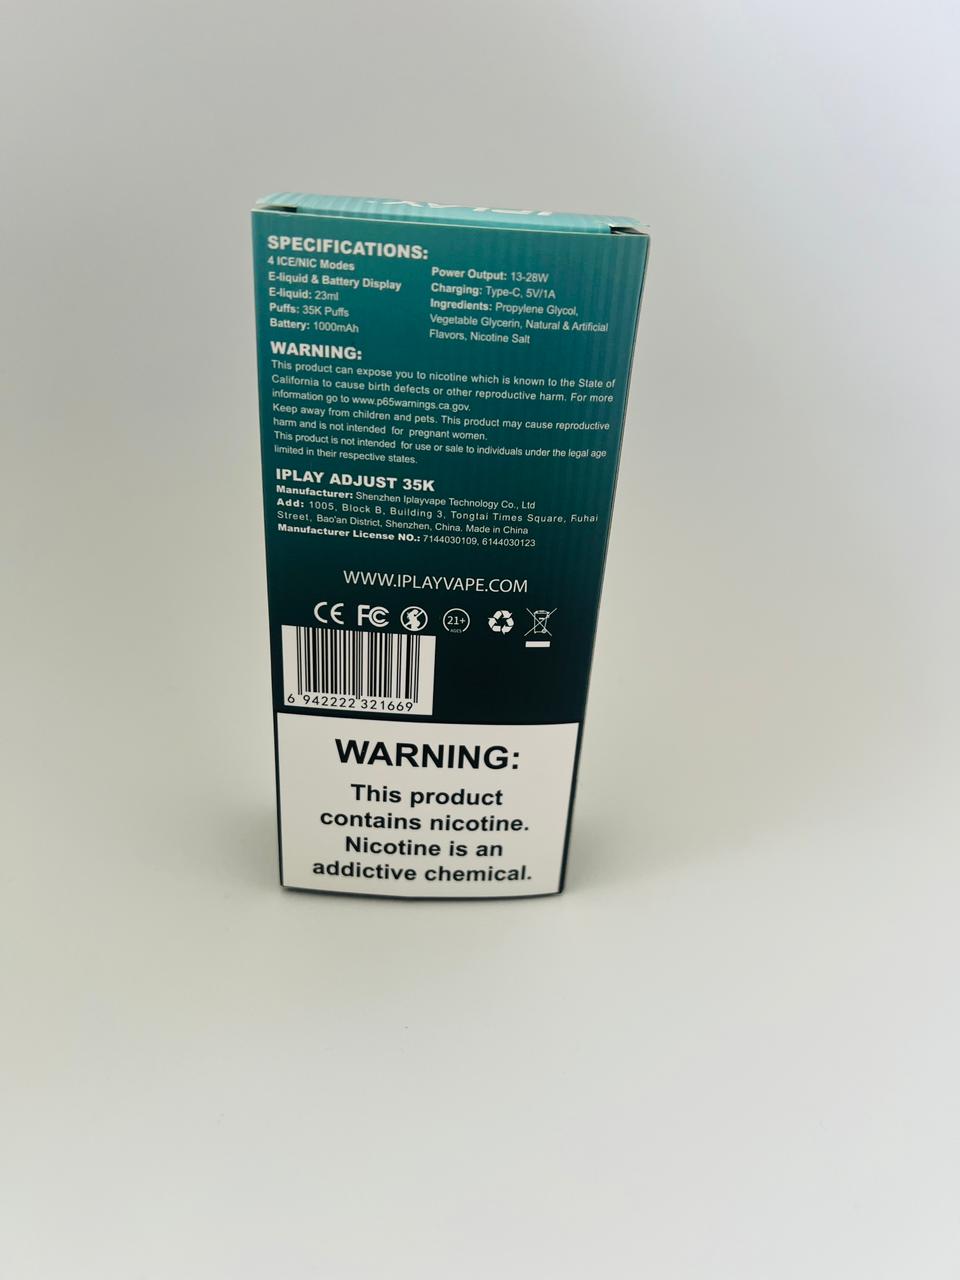 IPLAY
SPECIFICATIONS:
4 ICE/NIC Modes
E-liquid & Battery Display
E-liquid: 23ml
Puffs: 35K Puffs
Battery: 1000mAh
Power Output: 13-28W
Charging: Type-C, 5V/1A
Ingredients: Propylene Glycol,
Vegetable Glycerin, Natural & Artificial
Flavors, Nicotine Salt
WARNING:
This product can expose you to nicotine which is known to the State of
California to cause birth defects or other reproductive harm. For more
information go to www.p65warnings.ca.gov.
Keep away from children and pets. This product may cause reproductive
harm and is not intended for pregnant women.
This product is not intended for use or sale to individuals under the legal age
limited in their respective states.
IPLAY ADJUST 35K
Manufacturer: Shenzhen Iplayvape Technology Co., Ltd
Add: 1005, Block B, Building 3, Tongtai Times Square, Fuhai
Street, Bao'an District, Shenzhen, China. Made in China
Manufacturer License NO.: 7144030109, 6144030123
WWW.IPLAYVAPE.COM
CE FC 21+
AGES
6 942222 321669
WARNING:
This product
contains nicotine.
Nicotine is an
addictive chemical.